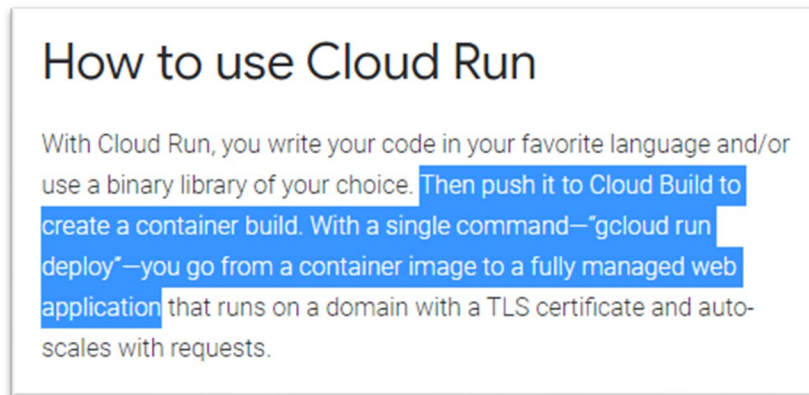 How to use Cloud Run
With Cloud Run, you write your code in your favorite language and/or
use a binary library of your choice. Then push it to Cloud Build to
create a container build. With a single command—“gcloud run
deploy”—you go from a container image to a fully managed web
application that runs on a domain with a TLS certificate and auto-
scales with requests.